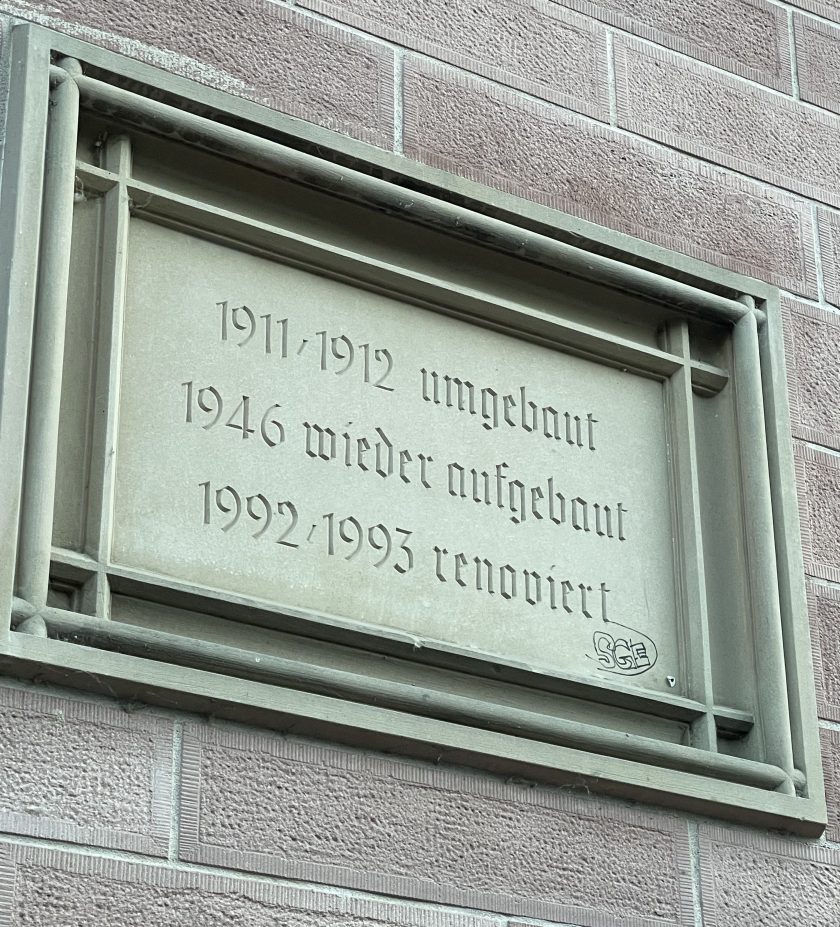 1911/1912 umgebaut
1946 wieder aufgebaut
1992/1993 renoviert
SGE